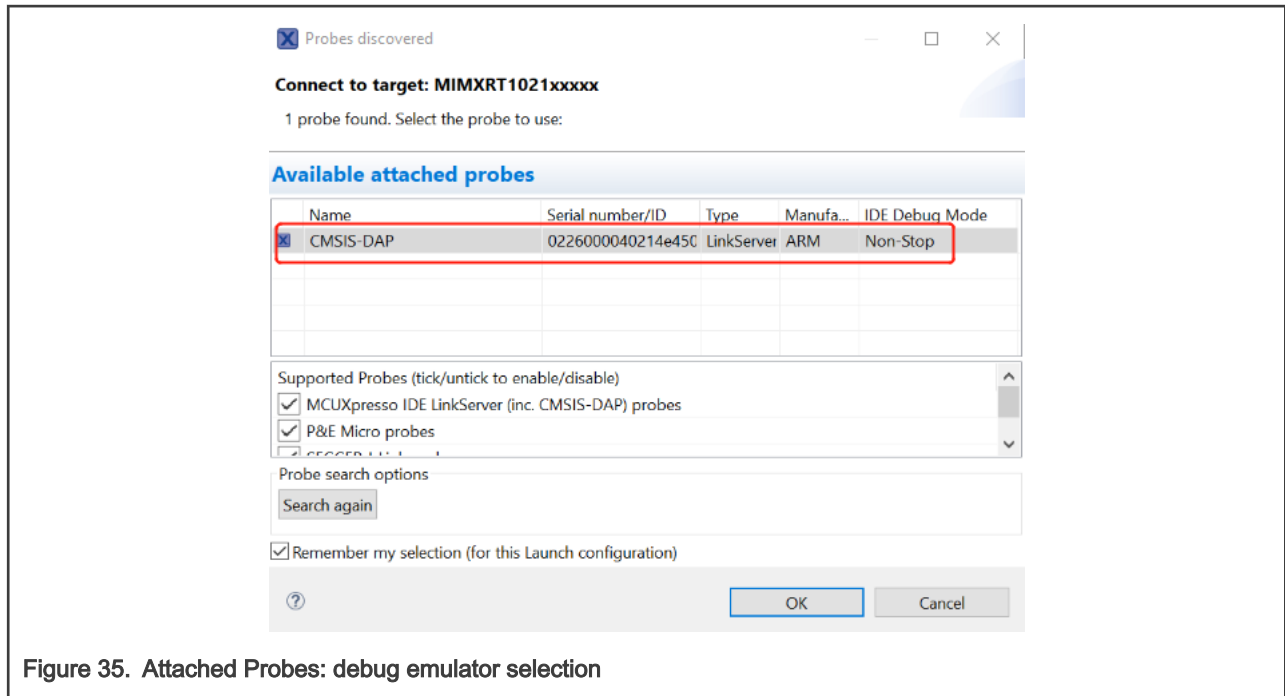 Probes discovered
Connect to target: MIMXRT1021xxxxx
1 probe found. Select the probe to use:
Available attached probes
Name Serial number/ID Type Manufa... IDE Debug Mode
CMSIS-DAP 0226000040214e450 LinkServer ARM Non-Stop
Supported Probes (tick/untick to enable/disable)
MCUXpresso IDE LinkServer (inc. CMSIS-DAP) probes
P&E Micro probes
Probe search options
Search again
Remember my selection (for this Launch configuration)
OK Cancel
Figure 35. Attached Probes: debug emulator selection